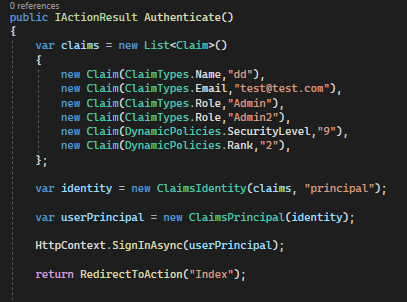 0 references
public IActionResult Authenticate()
{
var claims = new List<Claim>()
{
new Claim(ClaimTypes.Name,"dd"),
new Claim(ClaimTypes.Email,"test@test.com"),
new Claim(ClaimTypes.Role,"Admin"),
new Claim(ClaimTypes.Role,"Admin2"),
new Claim(DynamicPolicies.SecurityLevel,"9"),
new Claim(DynamicPolicies.Rank,"2"),
};
var identity = new ClaimsIdentity(claims, "principal");
var userPrincipal = new ClaimsPrincipal(identity);
HttpContext.SignInAsync(userPrincipal);
return RedirectToAction("Index");